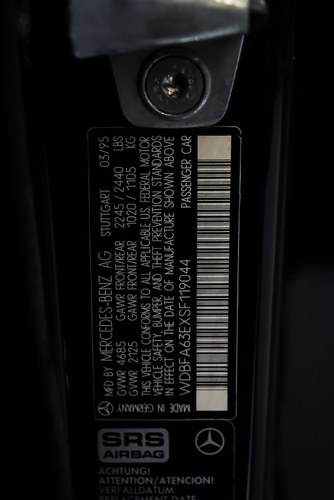 MFD BY MERCEDES-BENZ AG STUTTGART 03/95
GVWR 4685 GAWR FRONT/REAR 2245/2440 LBS
GVWR 2125 GAWR FRONT/REAR 1020/1105 KG
THIS VEHICLE CONFORMS TO ALL APPLICABLE U.S. FEDERAL MOTOR
VEHICLE SAFETY, BUMPER, AND THEFT PREVENTION STANDARDS
IN EFFECT ON THE DATE OF MANUFACTURE SHOWN ABOVE
WDBFA63EXSF119044 PASSENGER CAR
MADE IN GERMANY
SRS
AIRBAG
ACHTUNG!
ATTENTION/ATENCION!
VERFALLDATUM
REPLACEMENT DATE